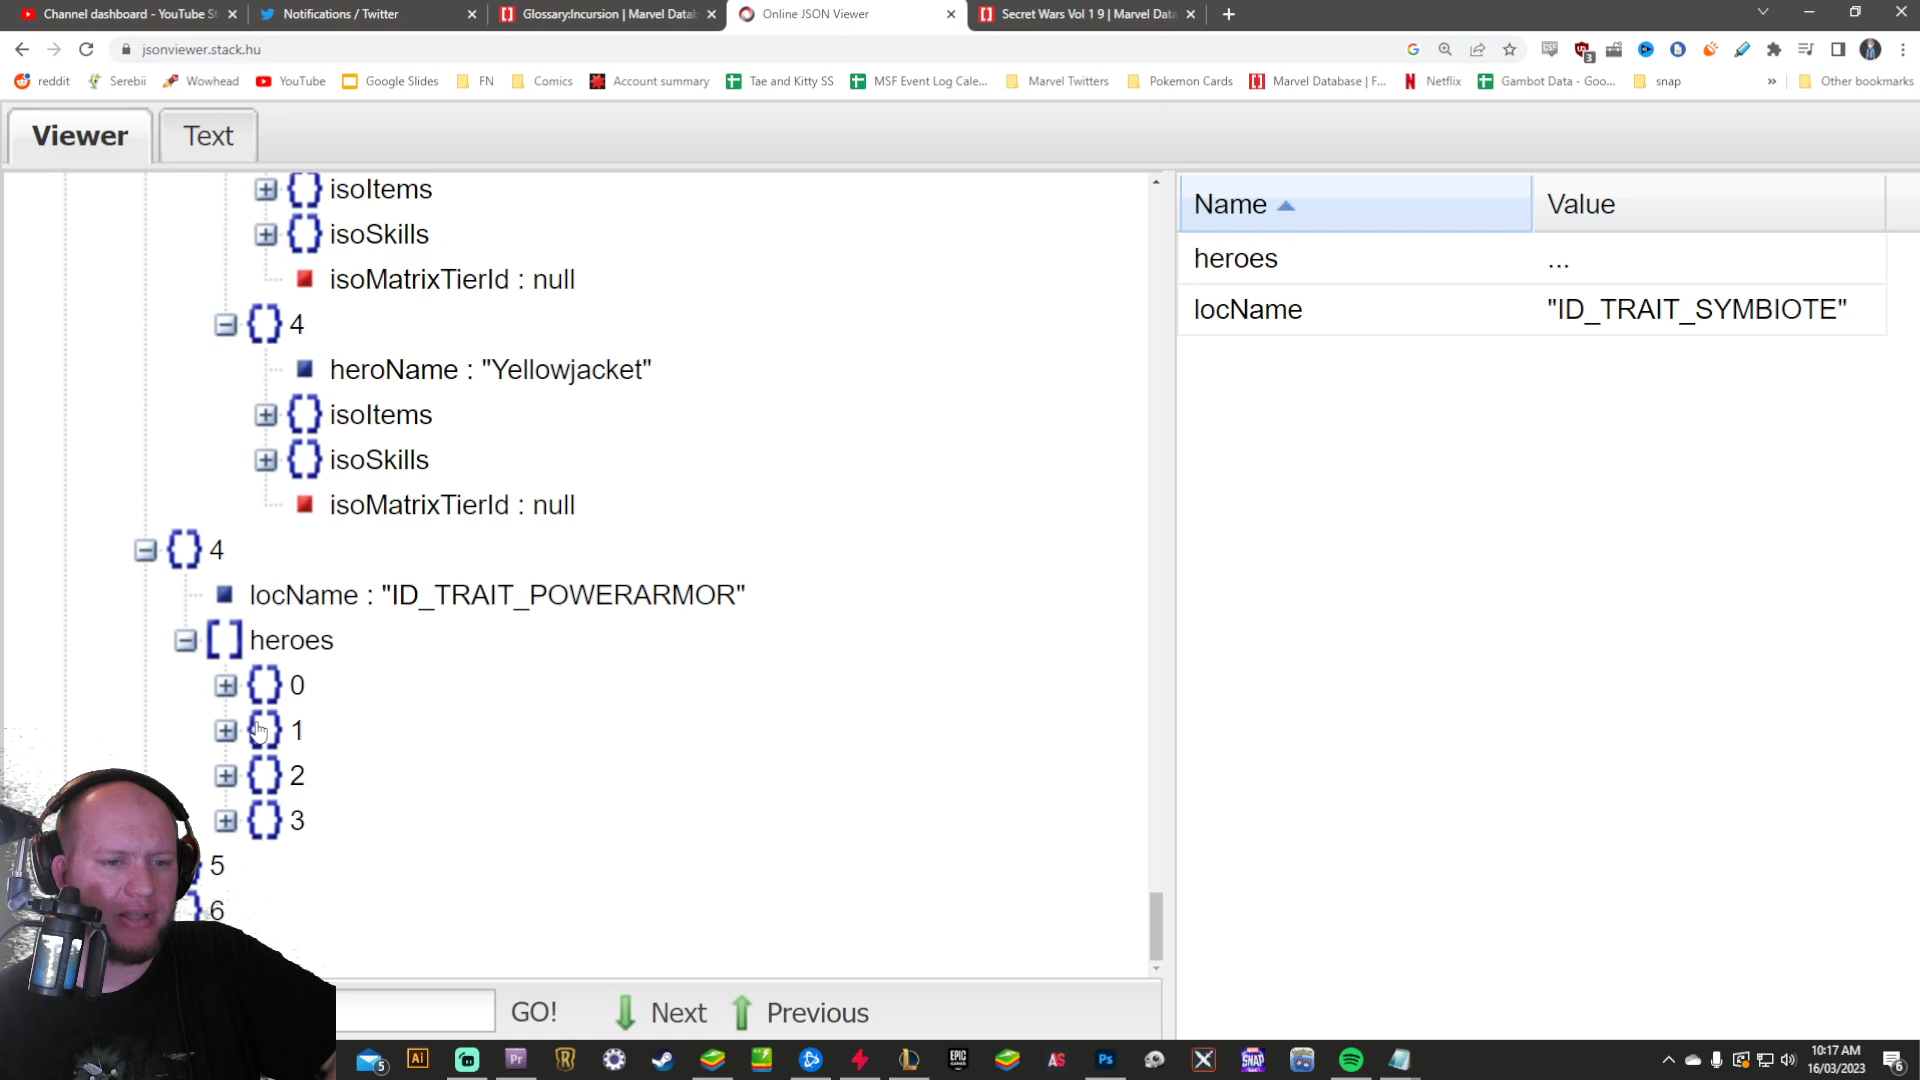 Channel dashboard - YouTube St
Notifications / Twitter
Glossary:Incursion | Marvel Datab
Online JSON Viewer
Secret Wars Vol 1 9 | Marvel Data
jsonviewer.stack.hu
reddit
Serebii
Wowhead
YouTube
Google Slides
FN
Comics
Account summary
Tae and Kitty SS
MSF Event Log Cale...
Marvel Twitters
Pokemon Cards
Marvel Database | F...
Netflix
Gambot Data - Goo...
snap
»
Other bookmarks
Viewer
Text
isoItems
isoSkills
isoMatrixTierId : null
4
heroName : "Yellowjacket"
isoItems
isoSkills
isoMatrixTierId : null
4
locName : "ID_TRAIT_POWERARMOR"
heroes
0
1
2
3
5
6
GO!
Next
Previous
Name
Value
heroes
...
locName
"ID_TRAIT_SYMBIOTE"
10:17 AM
16/03/2023